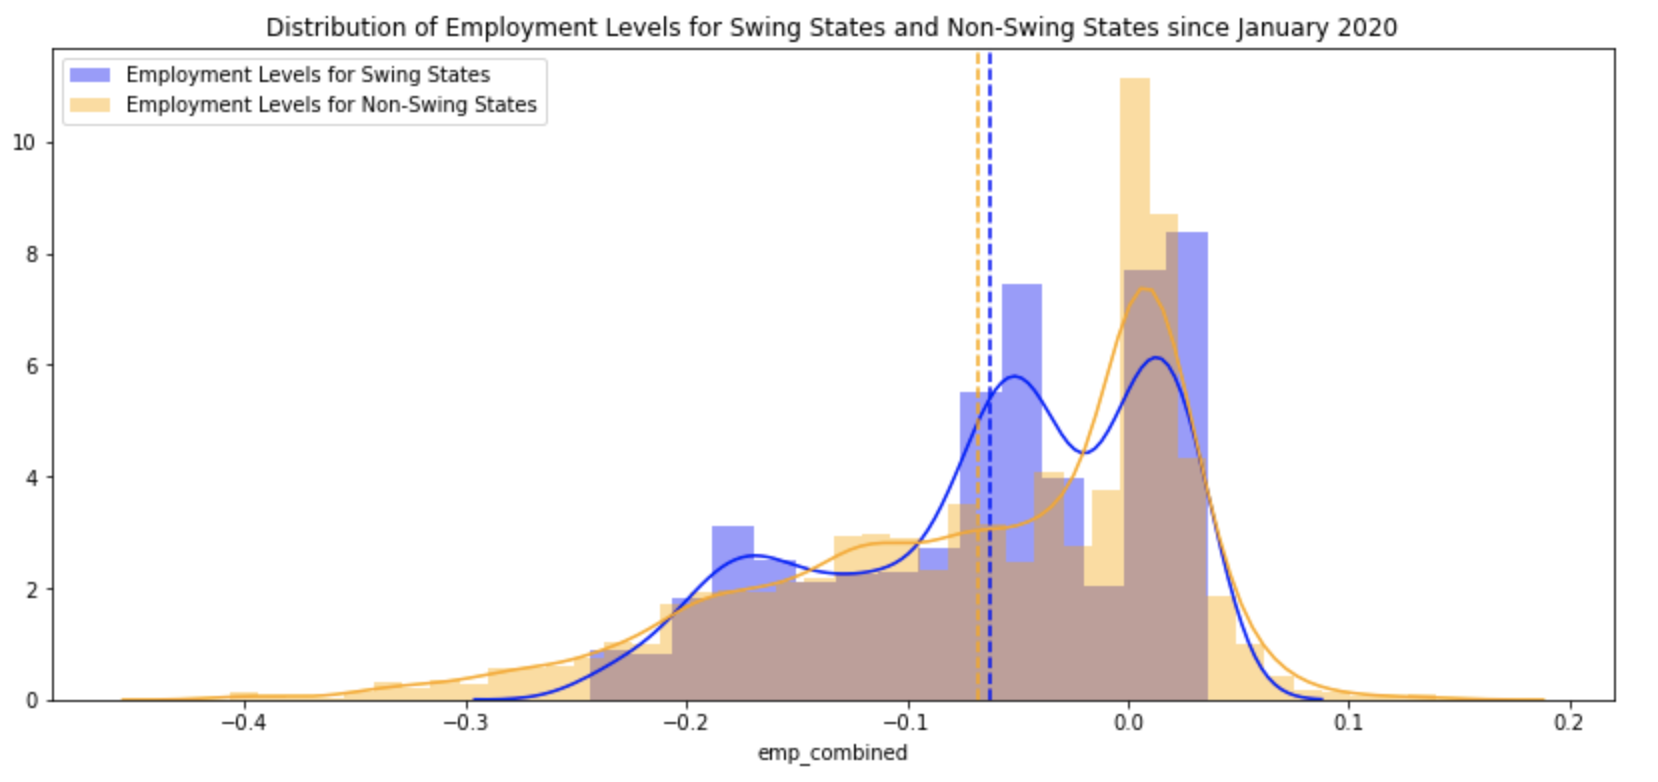 Distribution of Employment Levels for Swing States and Non-Swing States since January 2020
Employment Levels for Swing States
Employment Levels for Non-Swing States
10
8
6
4
2
0
−0.4 −0.3 −0.2 −0.1 0.0 0.1 0.2
emp_combined